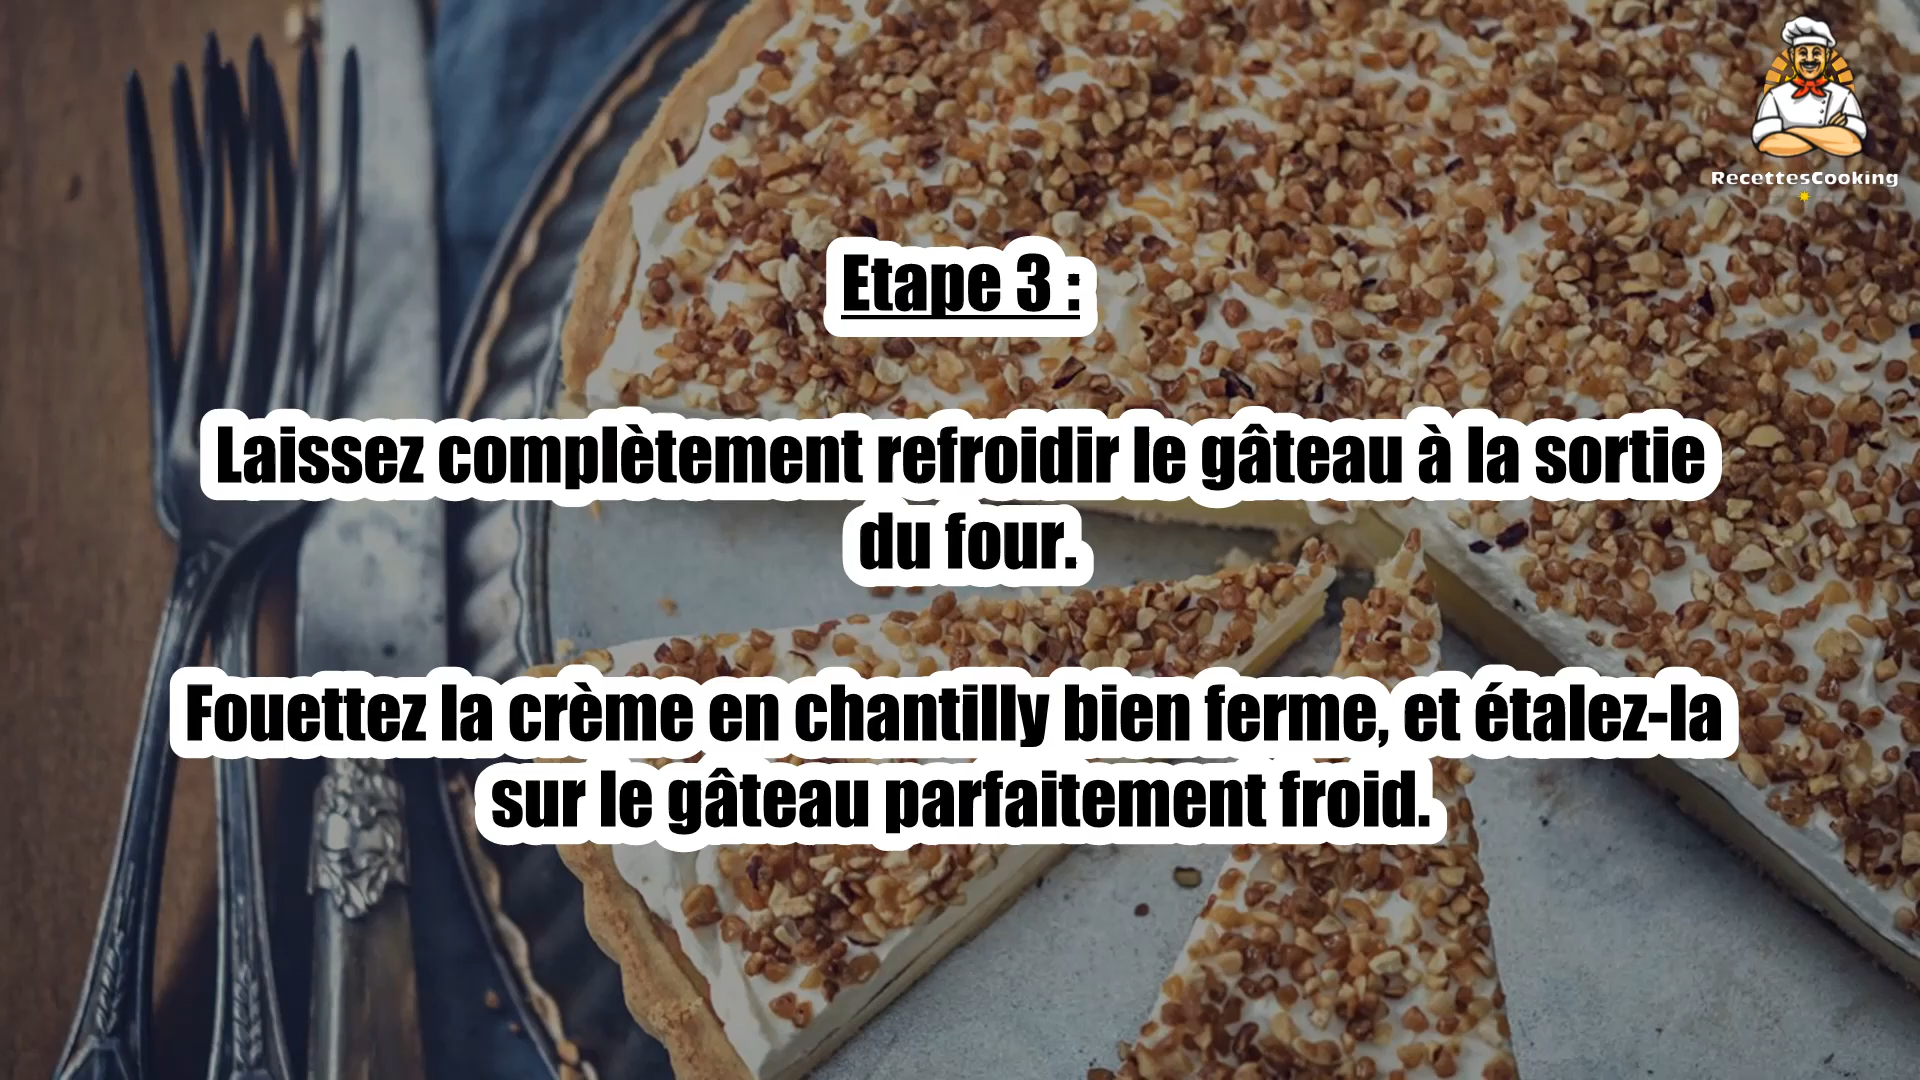 RecettesCooking
Etape 3 :
Laissez complètement refroidir le gâteau à la sortie
du four.
Fouettez la crème en chantilly bien ferme, et étalez-la
sur le gâteau parfaitement froid.